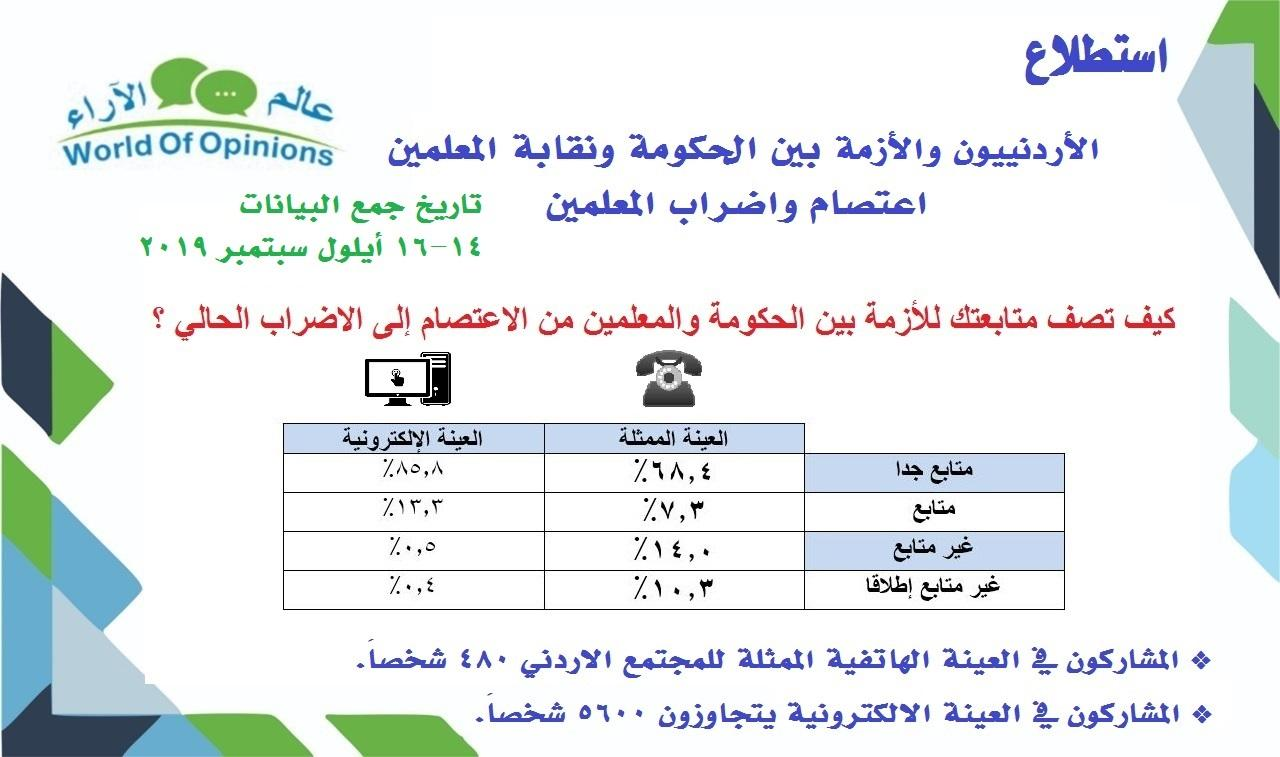 استطلاع
عالم الآراء
World Of Opinions
الأردنييون والأزمة بين الحكومة ونقابة المعلمين
اعتصام واضراب المعلمين
تاريخ جمع البيانات
١٤-١٦ أيلول سبتمبر ٢٠١٩
كيف تصف متابعتك للأزمة بين الحكومة والمعلمين من الاعتصام إلى الاضراب الحالي ؟
العينة الممثلة العينة الإلكترونية
متابع جدا ٦٨,٤٪ ٨٥,٨٪
متابع ٧,٣٪ ١٣,٣٪
غير متابع ١٤,٠٪ ٠,٥٪
غير متابع إطلاقا ١٠,٣٪ ٠,٤٪
❖ المشاركون في العينة الهاتفية الممثلة للمجتمع الاردني ٤٨٠ شخصاَ.
❖ المشاركون في العينة الالكترونية يتجاوزون ٥٦٠٠ شخصاَ.